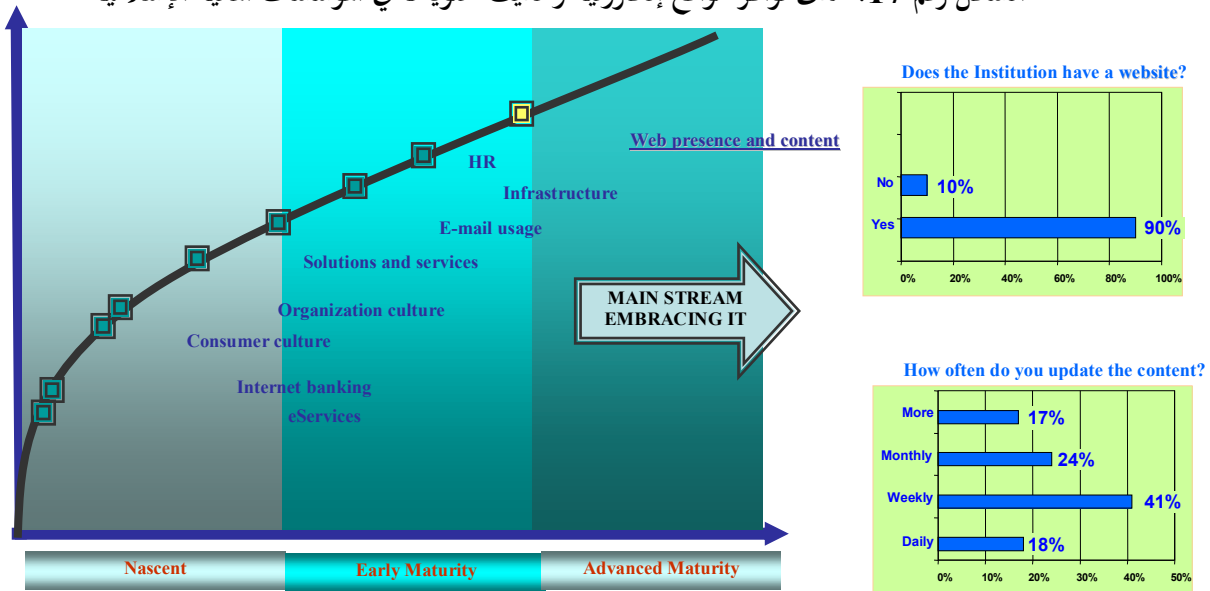 Web presence and content
HR
Infrastructure
E-mail usage
Solutions and services
Organization culture
Consumer culture
Internet banking
eServices
MAIN STREAM
EMBRACING IT
Nascent
Early Maturity
Advanced Maturity
Does the Institution have a website?
No
10%
Yes
90%
0% 20% 40% 60% 80% 100%
How often do you update the content?
More
17%
Monthly
24%
Weekly
41%
Daily
18%
0% 10% 20% 30% 40% 50%